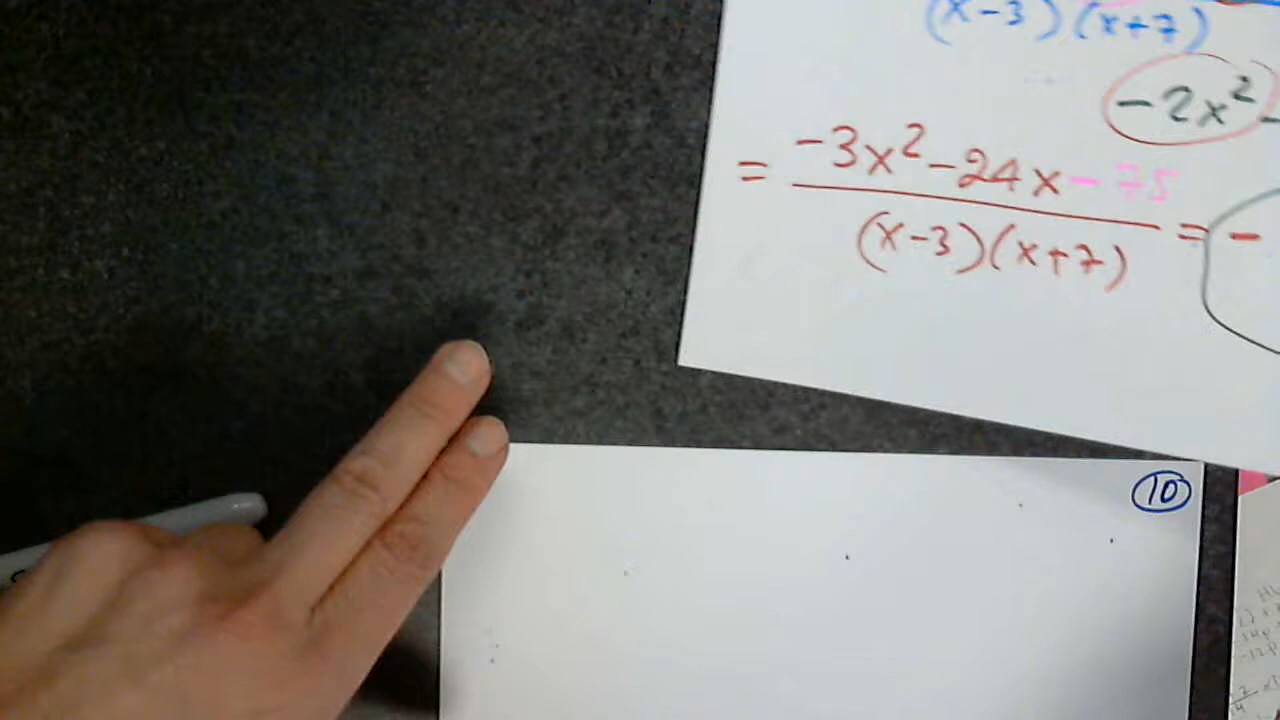 (x-3)(x+7)
-2x² -
= -3x² - 24x - 75
(x-3)(x+7) = -
10